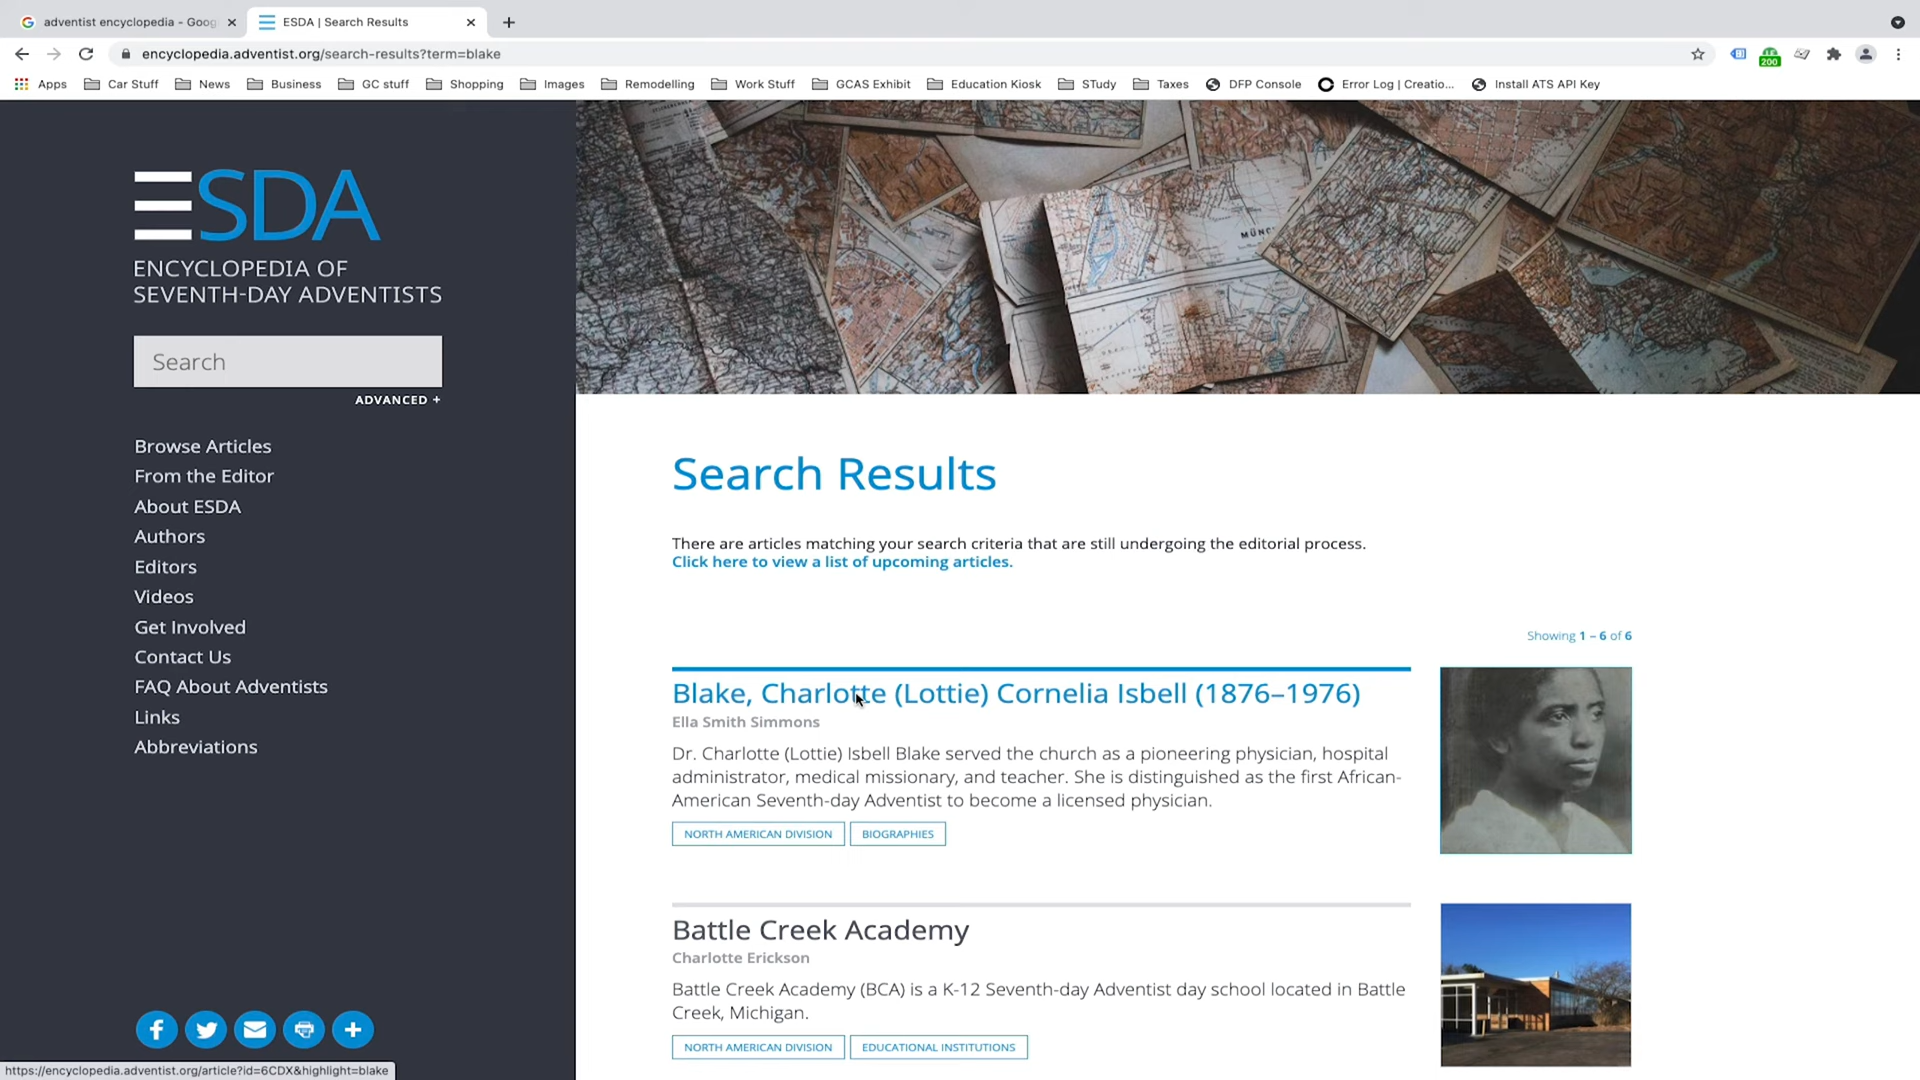 adventist encyclopedia - Goog
ESDA | Search Results
encyclopedia.adventist.org/search-results?term=blake
200
Apps
Car Stuff
News
Business
GC stuff
Shopping
Images
Remodelling
Work Stuff
GCAS Exhibit
Education Kiosk
STudy
Taxes
DFP Console
Error Log | Creatio...
Install ATS API Key
ESDA
ENCYCLOPEDIA OF
SEVENTH-DAY ADVENTISTS
Search
ADVANCED +
Browse Articles
From the Editor
About ESDA
Authors
Editors
Videos
Get Involved
Contact Us
FAQ About Adventists
Links
Abbreviations
https://encyclopedia.adventist.org/article?id=6CDX&highlight=blake
Search Results
There are articles matching your search criteria that are still undergoing the editorial process.
Click here to view a list of upcoming articles.
Showing 1 – 6 of 6
Blake, Charlotte (Lottie) Cornelia Isbell (1876–1976)
Ella Smith Simmons
Dr. Charlotte (Lottie) Isbell Blake served the church as a pioneering physician, hospital
administrator, medical missionary, and teacher. She is distinguished as the first African-
American Seventh-day Adventist to become a licensed physician.
NORTH AMERICAN DIVISION
BIOGRAPHIES
Battle Creek Academy
Charlotte Erickson
Battle Creek Academy (BCA) is a K-12 Seventh-day Adventist day school located in Battle
Creek, Michigan.
NORTH AMERICAN DIVISION
EDUCATIONAL INSTITUTIONS